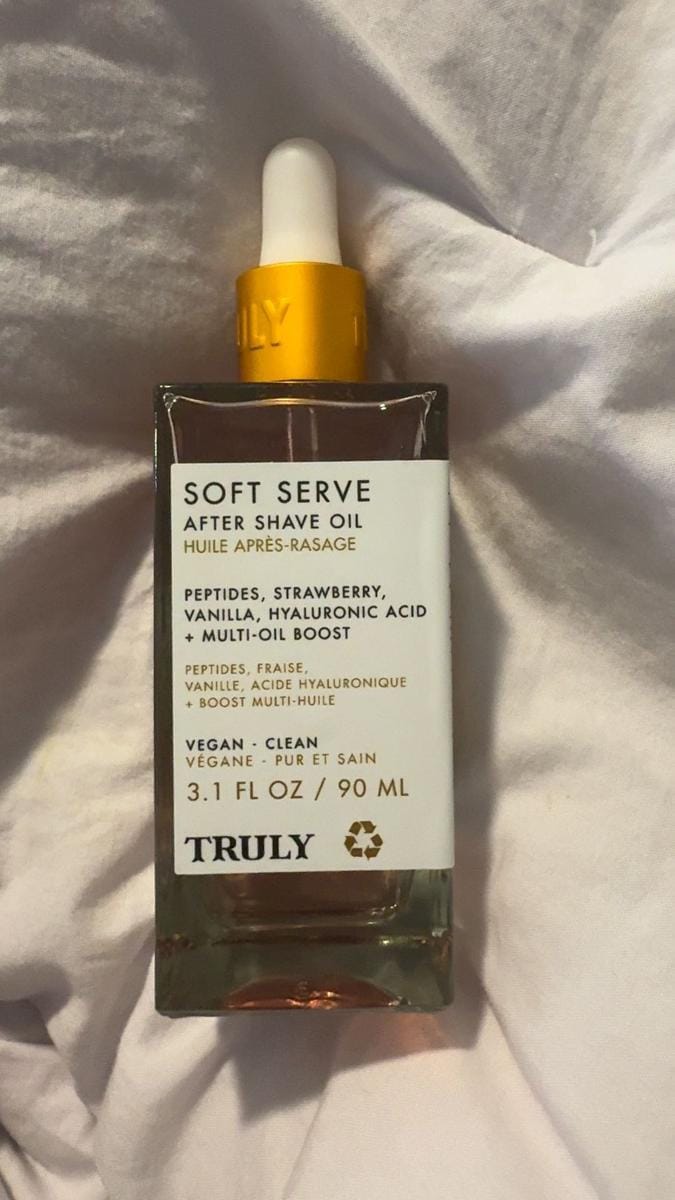 SOFT SERVE
AFTER SHAVE OIL
HUILE APRÈS-RASAGE
PEPTIDES, STRAWBERRY,
VANILLA, HYALURONIC ACID
+ MULTI-OIL BOOST
PEPTIDES, FRAISE,
VANILLE, ACIDE HYALURONIQUE
+ BOOST MULTI-HUILE
VEGAN - CLEAN
VÉGANE - PUR ET SAIN
3.1 FL OZ / 90 ML
TRULY